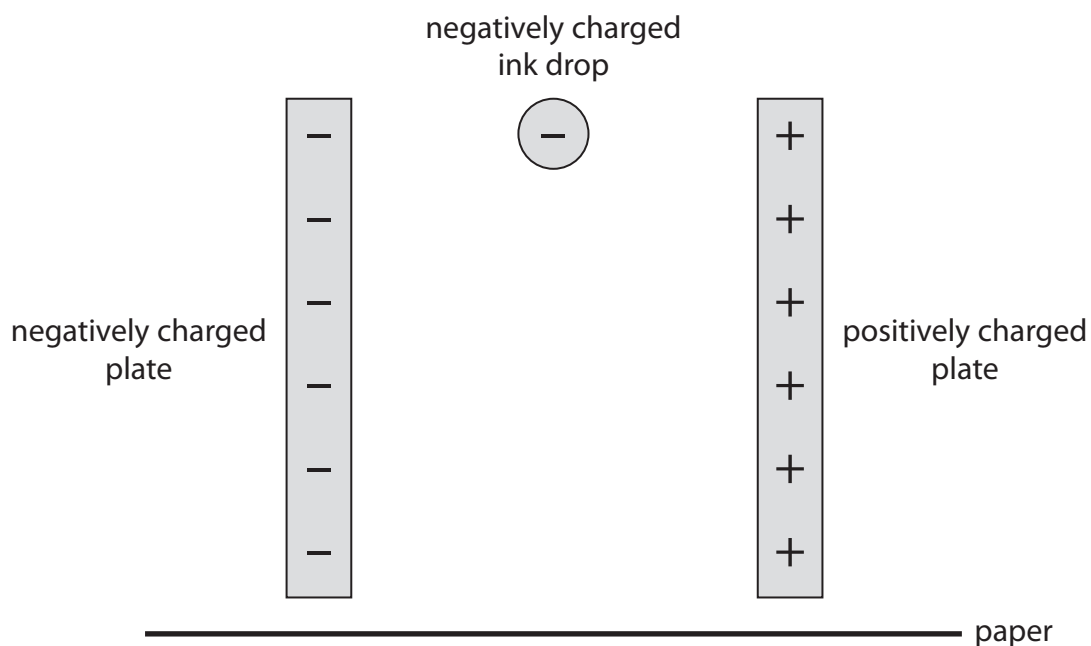 negatively charged
ink drop
− +
− +
− +
negatively charged
plate
positively charged
plate
− +
− +
− +
−
paper